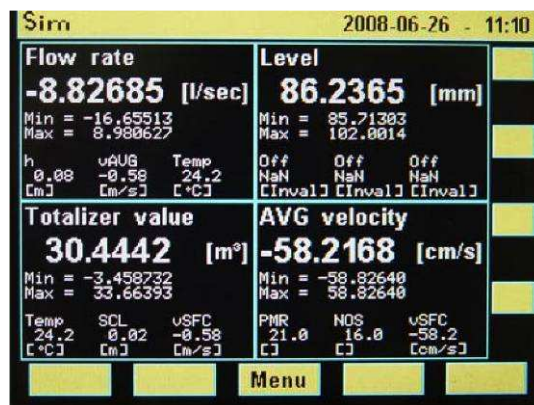 Sim 2008-06-26 - 11:10
Flow rate
-8.82685 [l/sec]
Min = -16.65513
Max = 8.980627
h vAVG Temp
0.08 -0.58 24.2
[m] [m/s] [°C]
Level
86.2365 [mm]
Min = 85.71303
Max = 102.0014
Off Off Off
NaN NaN NaN
[Inval] [Inval] [Inval]
Totalizer value
30.4442 [m³]
Min = -3.458732
Max = 33.66393
Temp SCL vSFC
24.2 0.02 -0.58
[°C] [m] [m/s]
AVG velocity
-58.2168 [cm/s]
Min = -58.82640
Max = 58.82640
PMR NOS vSFC
21.0 16.0 -58.2
[] [] [cm/s]
Menu